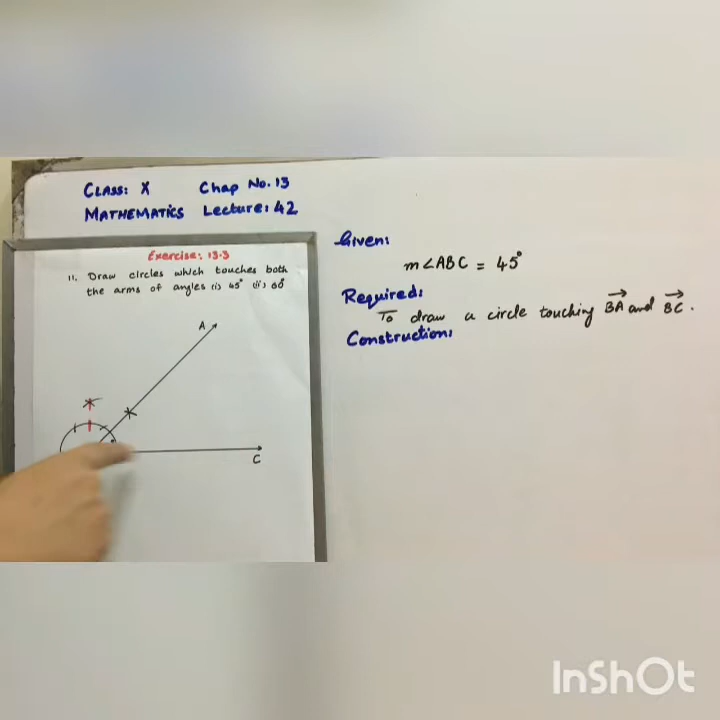 CLASS: X Chap No. 13
MATHEMATICS Lecture: 42
Exercise: 13.3
11. Draw circles which touches both
the arms of angles (i) 45° (ii) 60°
A
C
Given:
m∠ABC = 45°
Required:
To draw a circle touching BA→ and BC→.
Construction:
InShOt